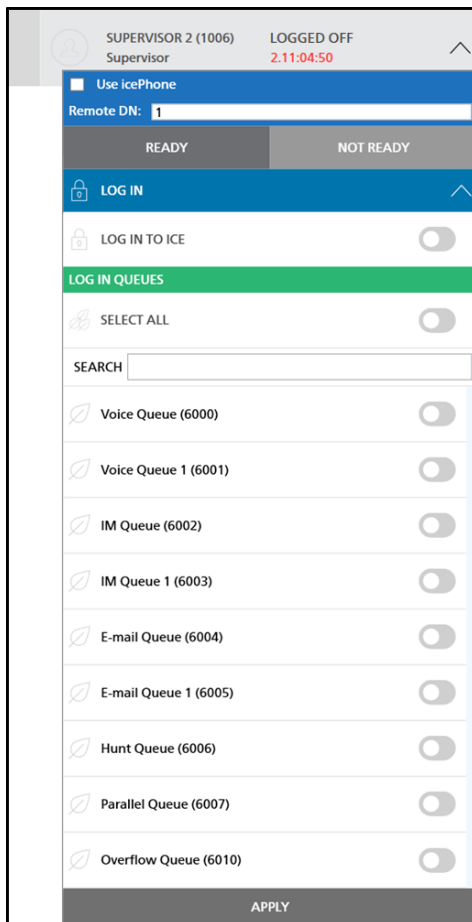 SUPERVISOR 2 (1006) LOGGED OFF
Supervisor 2.11:04:50
Use icePhone
Remote DN: 1
READY NOT READY
0 LOG IN
0 LOG IN TO ICE
LOG IN QUEUES
SELECT ALL
SEARCH
Voice Queue (6000)
Voice Queue 1 (6001)
IM Queue (6002)
IM Queue 1 (6003)
E-mail Queue (6004)
E-mail Queue 1 (6005)
Hunt Queue (6006)
Parallel Queue (6007)
Overflow Queue (6010)
APPLY